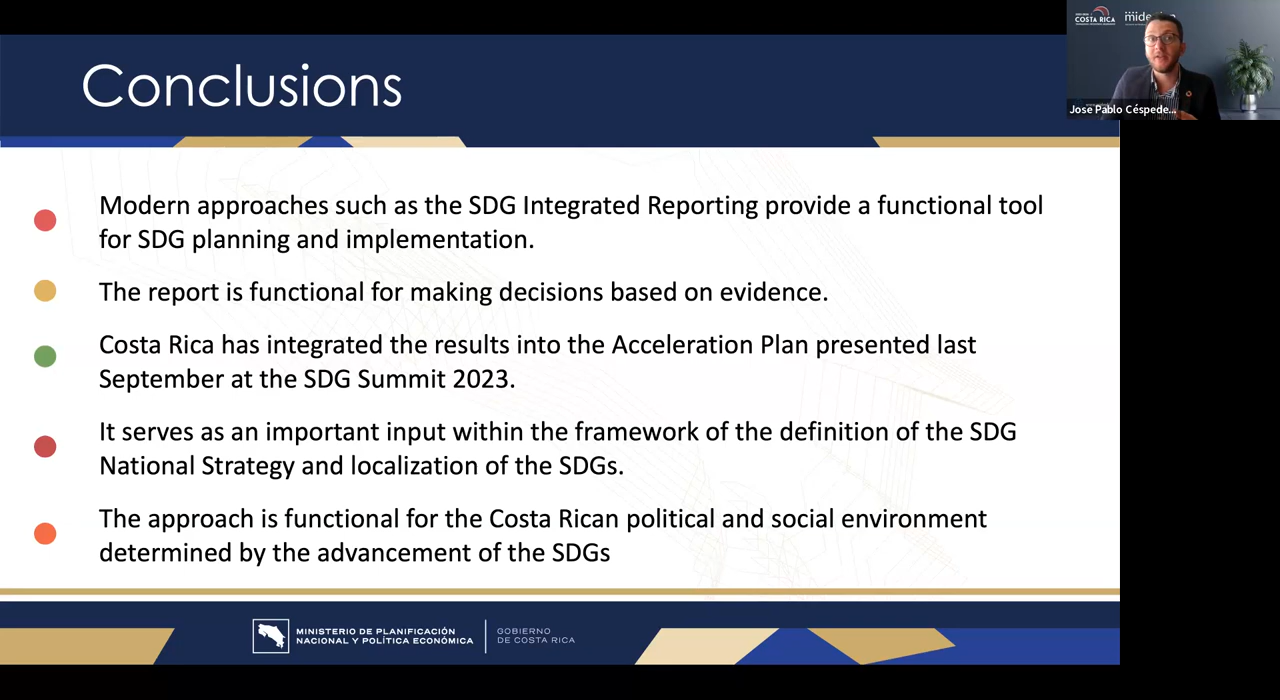 Conclusions
COSTA RICA
José Pablo Céspede...
Modern approaches such as the SDG Integrated Reporting provide a functional tool
for SDG planning and implementation.
The report is functional for making decisions based on evidence.
Costa Rica has integrated the results into the Acceleration Plan presented last
September at the SDG Summit 2023.
It serves as an important input within the framework of the definition of the SDG
National Strategy and localization of the SDGs.
The approach is functional for the Costa Rican political and social environment
determined by the advancement of the SDGs
MINISTERIO DE PLANIFICACIÓN
NACIONAL Y POLÍTICA ECONÓMICA
GOBIERNO
DE COSTA RICA